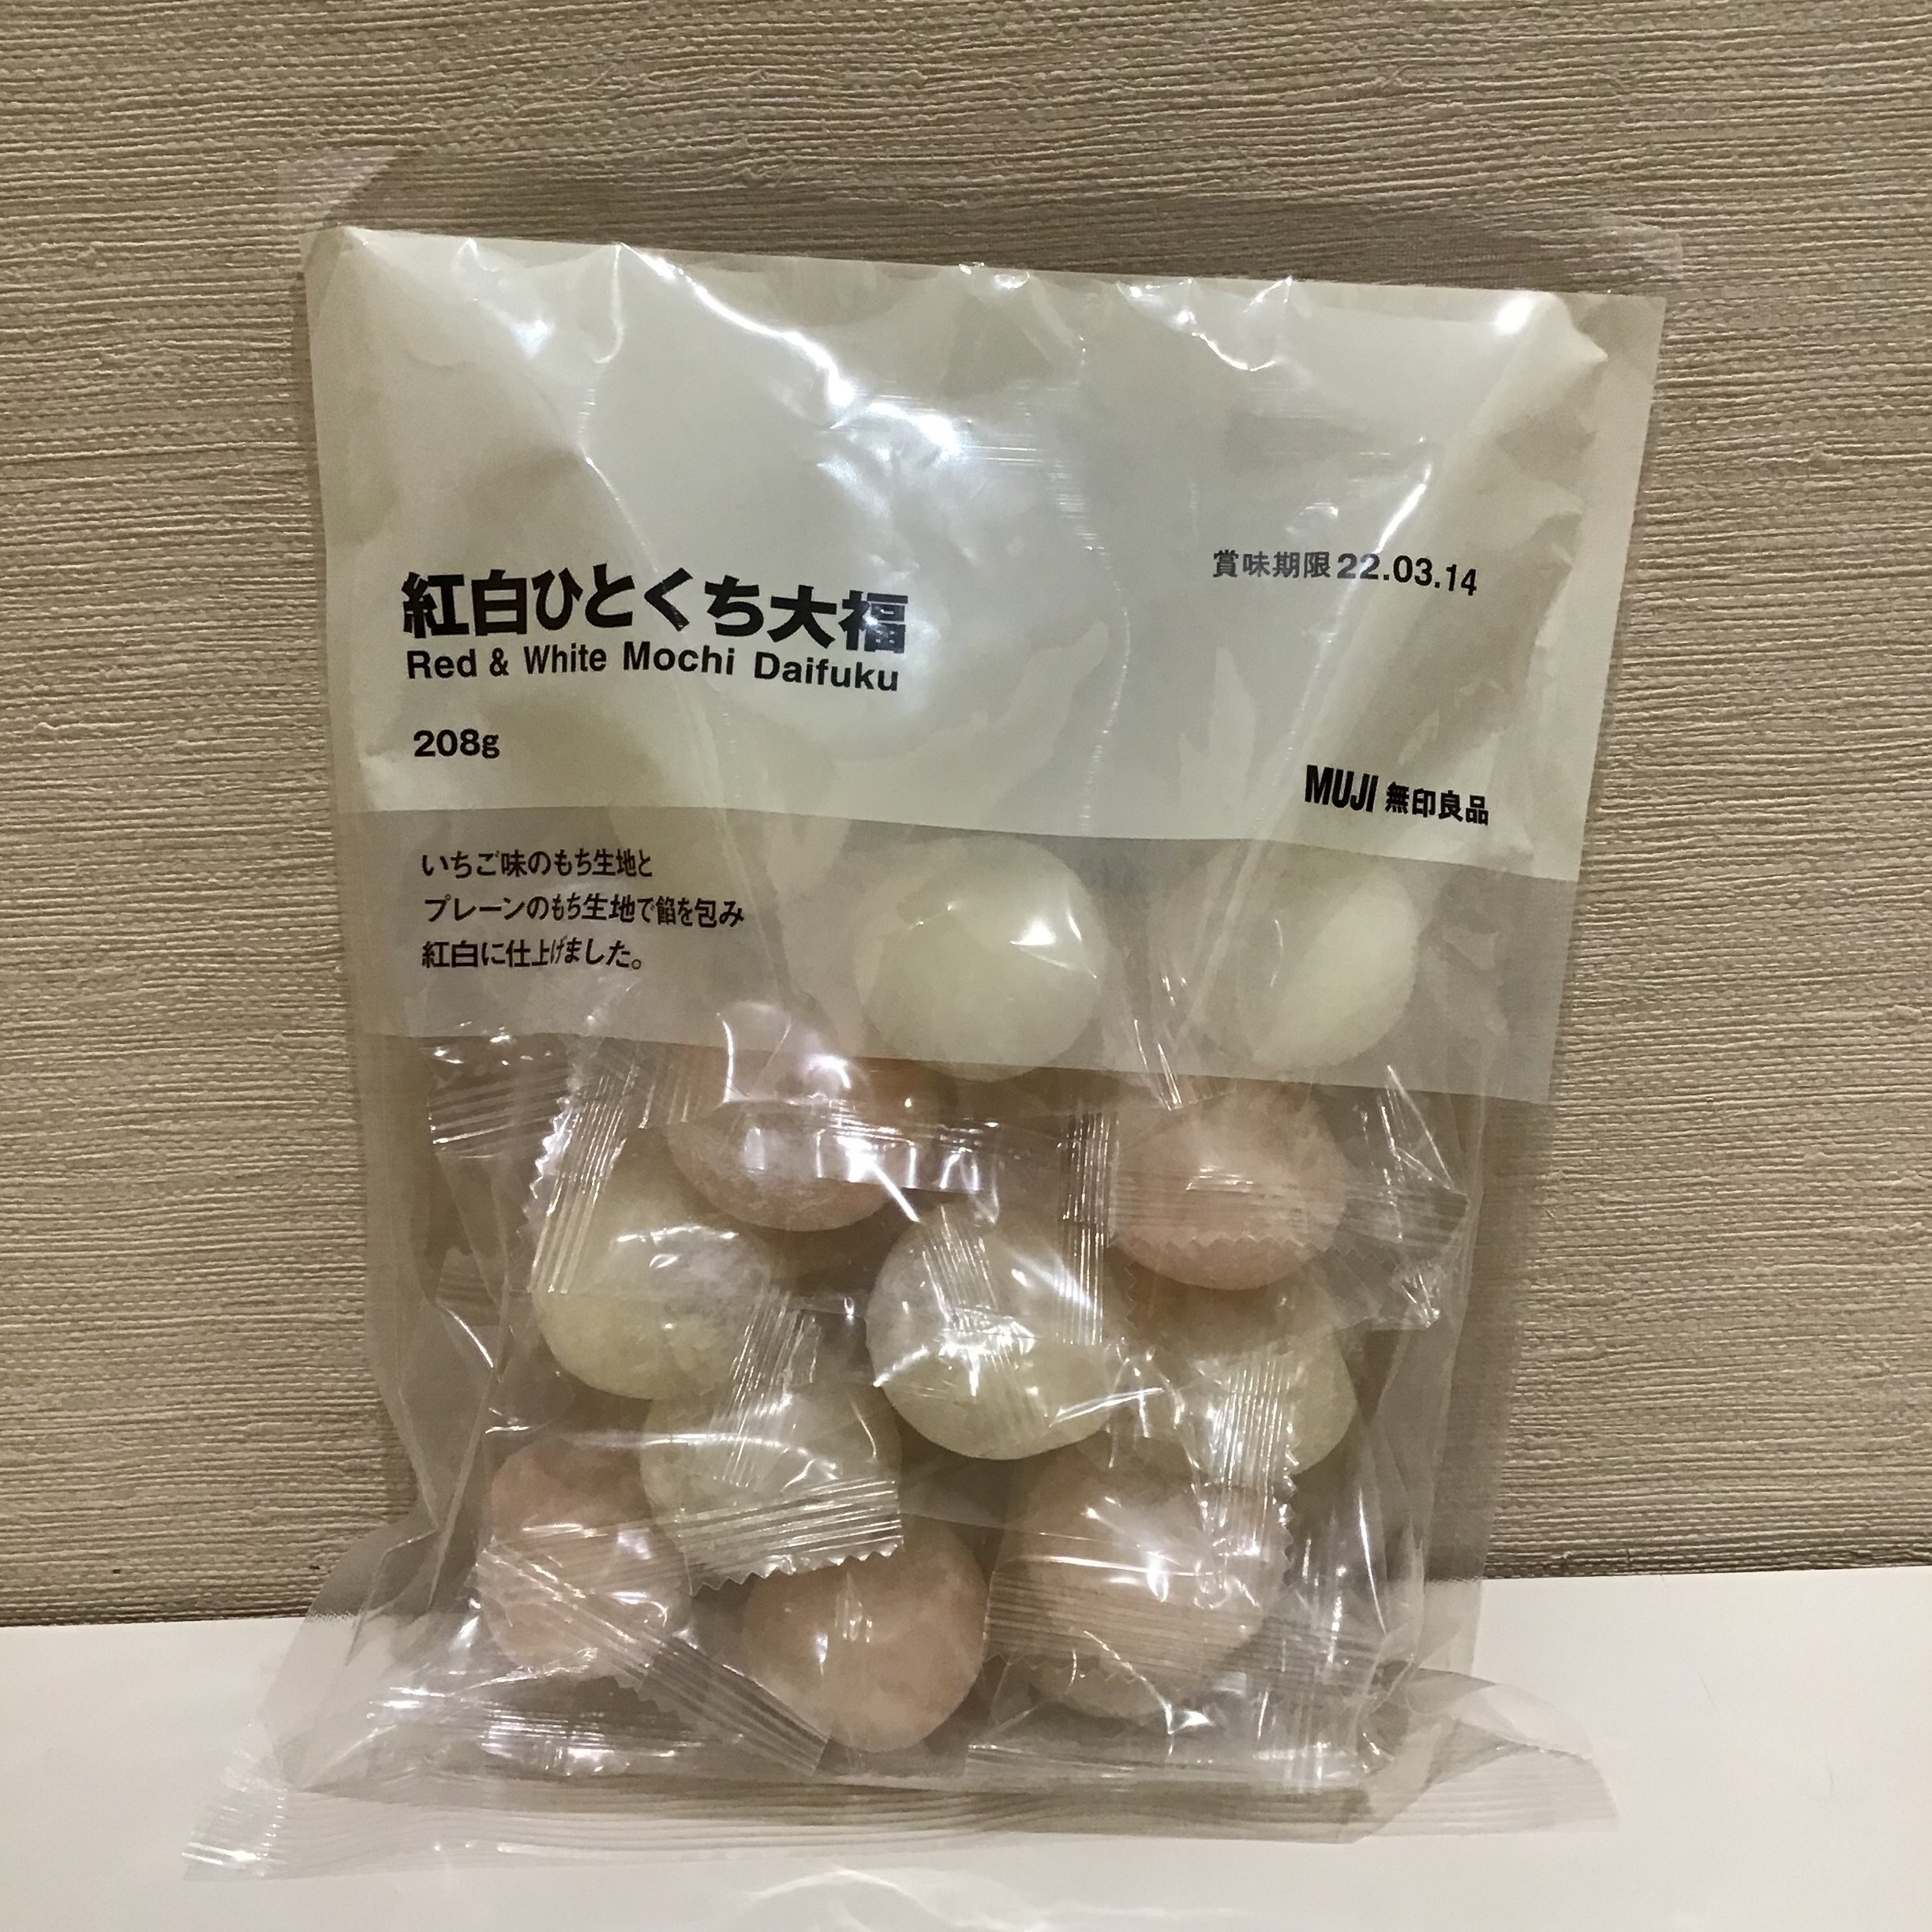 紅白ひとくち大福
Red & White Mochi Daifuku
賞味期限22.03.14
208g
MUJI 無印良品
いちご味のもち生地と
プレーンのもち生地で餡を包み
紅白に仕上げました。